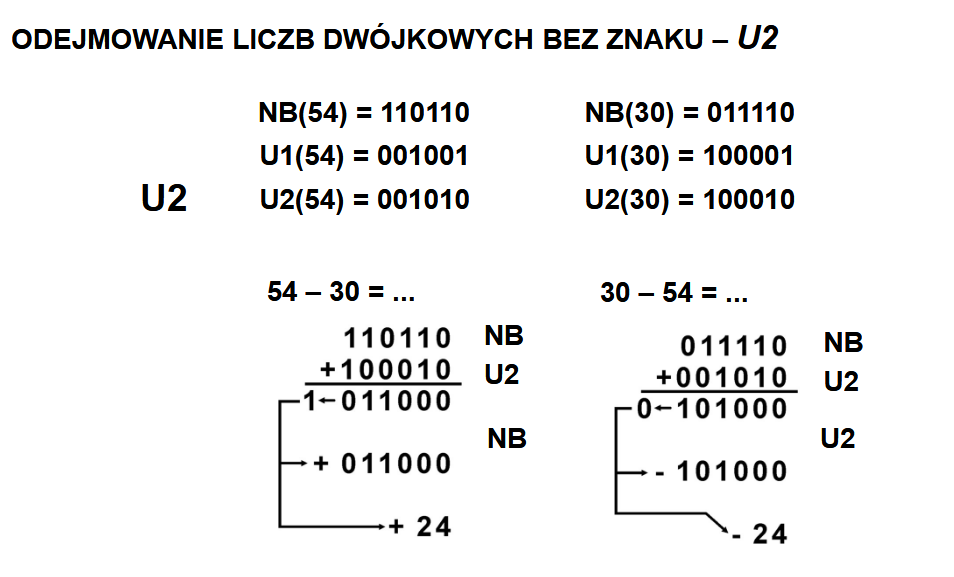 ODEJMOWANIE LICZB DWÓJKOWYCH BEZ ZNAKU – U2
NB(54) = 110110
U1(54) = 001001
U2(54) = 001010
NB(30) = 011110
U1(30) = 100001
U2(30) = 100010
U2
54 – 30 = ...
110110 NB
+100010 U2
1←011000
NB
+ 011000
+ 24
30 – 54 = ...
011110 NB
+001010 U2
0←101000
U2
- 101000
- 24